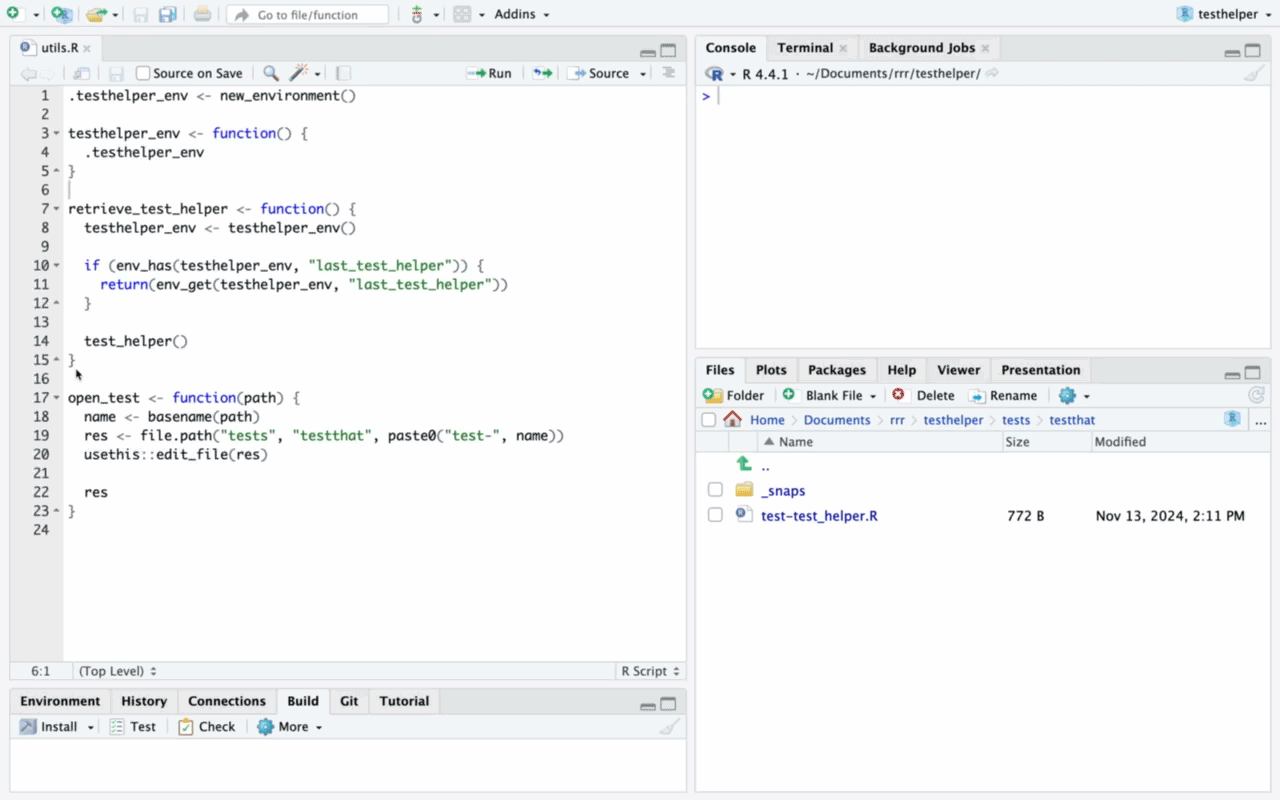 Go to file/function
Addins
testhelper
utils.R
Source on Save
Run
Source
1 .testhelper_env <- new_environment()
2
3 testhelper_env <- function() {
4   .testhelper_env
5 }
6
7 retrieve_test_helper <- function() {
8   testhelper_env <- testhelper_env()
9
10   if (env_has(testhelper_env, "last_test_helper")) {
11     return(env_get(testhelper_env, "last_test_helper"))
12   }
13
14   test_helper()
15 }
16
17 open_test <- function(path) {
18   name <- basename(path)
19   res <- file.path("tests", "testthat", paste0("test-", name))
20   usethis::edit_file(res)
21
22   res
23 }
24
6:1 (Top Level) R Script
Environment History Connections Build Git Tutorial
Install Test Check More
Console Terminal Background Jobs
R 4.4.1 · ~/Documents/rrr/testhelper/
>
Files Plots Packages Help Viewer Presentation
Folder Blank File Delete Rename
Home Documents rrr testhelper tests testthat ...
Name Size Modified
..
_snaps
test-test_helper.R 772 B Nov 13, 2024, 2:11 PM